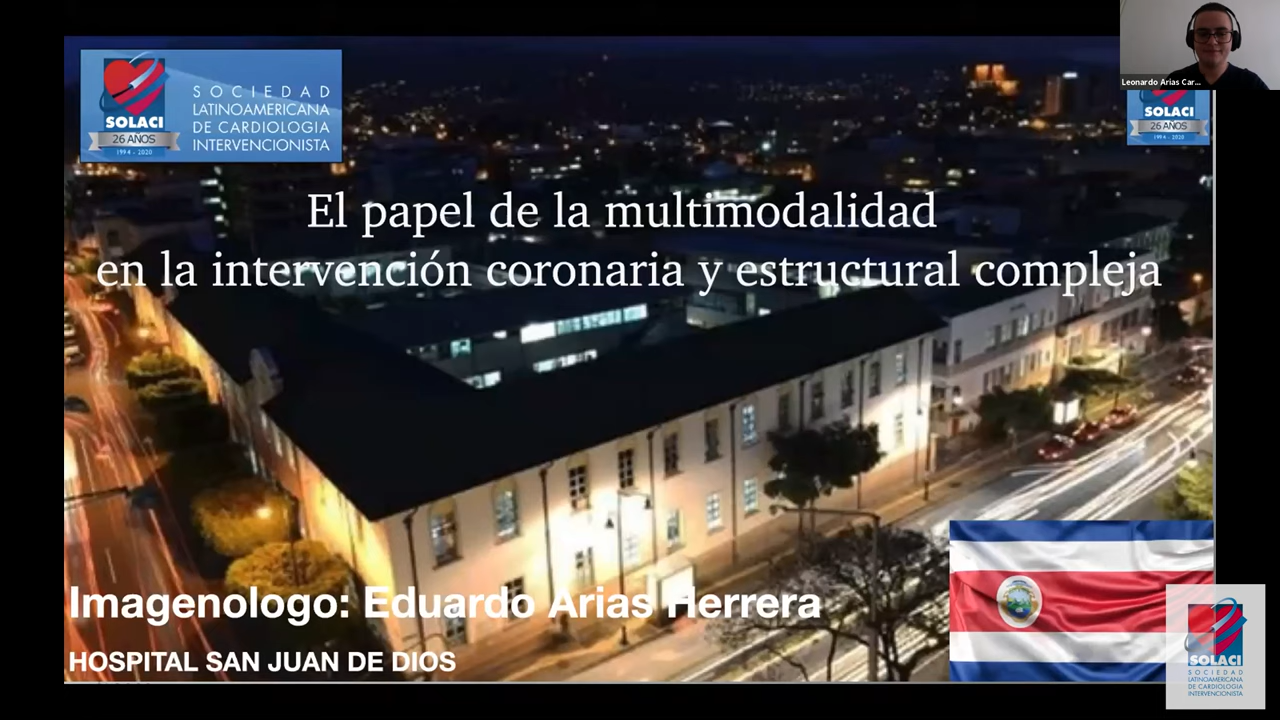 SOLACI
26 AÑOS
1994 - 2020
SOCIEDAD
LATINOAMERICANA
DE CARDIOLOGIA
INTERVENCIONISTA
Leonardo Arias Car...
SOLACI
26 AÑOS
1994 - 2020
El papel de la multimodalidad
en la intervención coronaria y estructural compleja
Imagenologo: Eduardo Arias Herrera
HOSPITAL SAN JUAN DE DIOS
SOLACI
SOCIEDAD
LATINOAMERICANA
DE CARDIOLOGIA
INTERVENCIONISTA